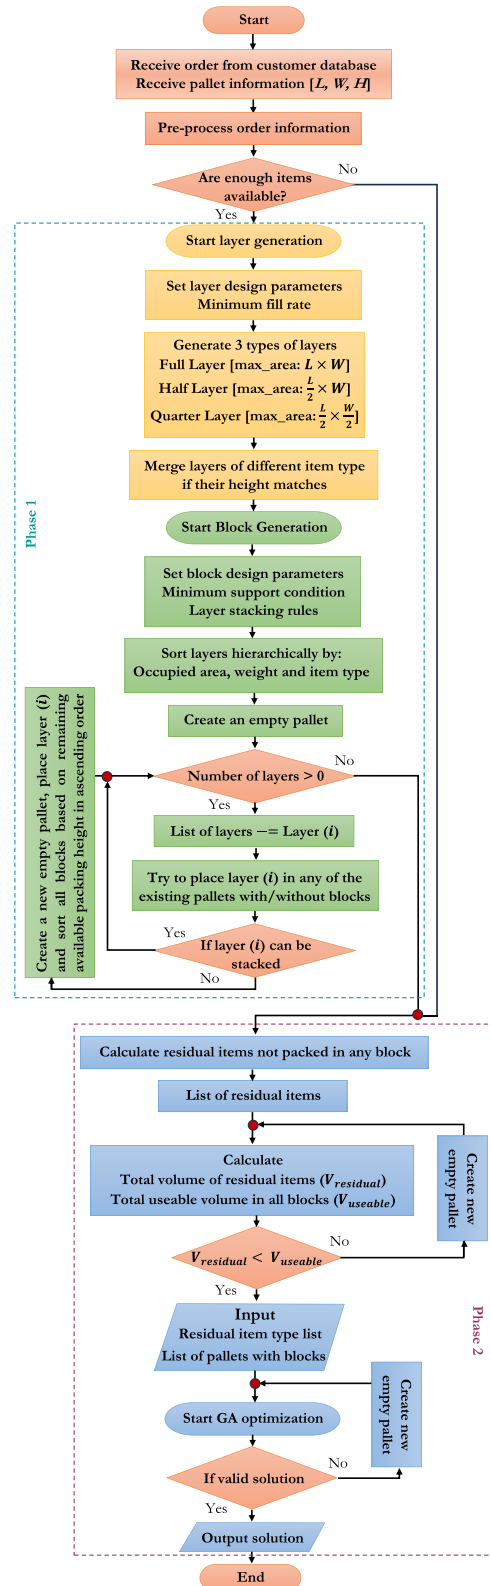 Start
Receive order from customer database
Receive pallet information [L, W, H]
Pre-process order information
Are enough items
available?
No
Yes
Phase 1
Start layer generation
Set layer design parameters
Minimum fill rate
Generate 3 types of layers
Full Layer [max_area: L × W]
Half Layer [max_area: L/2 × W]
Quarter Layer [max_area: L/2 × W/2]
Merge layers of different item type
if their height matches
Start Block Generation
Set block design parameters
Minimum support condition
Layer stacking rules
Sort layers hierarchically by:
Occupied area, weight and item type
Create an empty pallet
Number of layers > 0
No
Yes
List of layers −= Layer (i)
Try to place layer (i) in any of the
existing pallets with/without blocks
If layer (i) can be
stacked
Yes
No
Create a new empty pallet, place layer (i)
and sort all blocks based on remaining
available packing height in ascending order
Phase 2
Calculate residual items not packed in any block
List of residual items
Calculate
Total volume of residual items (Vresidual)
Total useable volume in all blocks (Vuseable)
Create new
empty pallet
Vresidual < Vuseable
No
Yes
Input
Residual item type list
List of pallets with blocks
Start GA optimization
Create new
empty pallet
If valid solution
No
Yes
Output solution
End